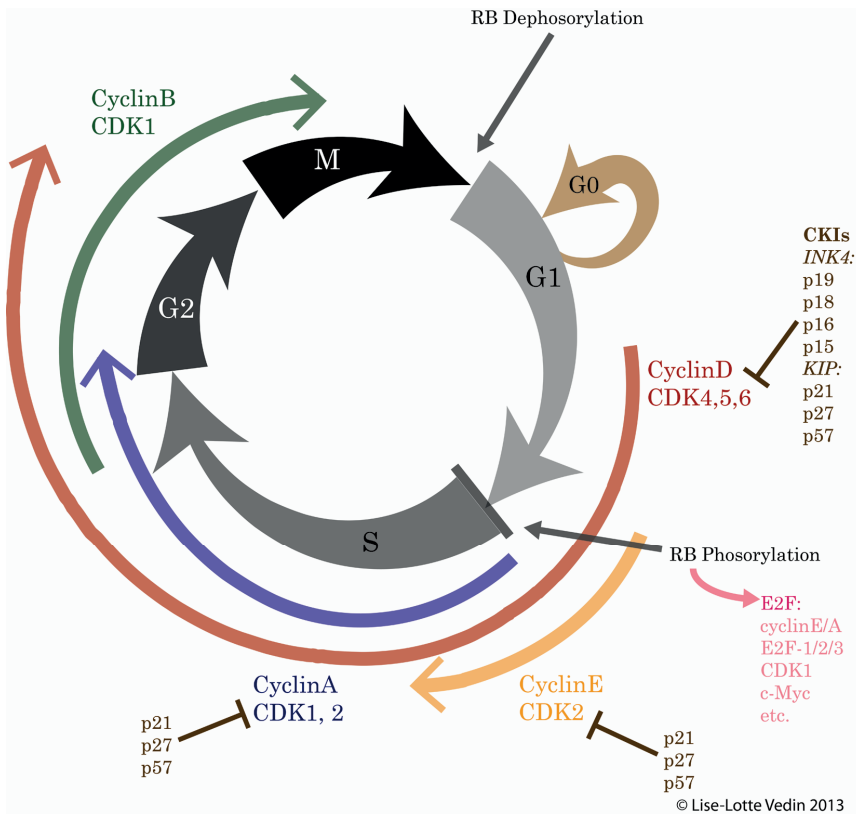 RB Dephosorylation
CyclinB
CDK1
M
G0
G1
G2
S
CKIs
INK4:
p19
p18
p16
p15
KIP:
p21
p27
p57
CyclinD
CDK4,5,6
RB Phosorylation
E2F:
cyclinE/A
E2F-1/2/3
CDK1
c-Myc
etc.
CyclinA
CDK1, 2
CyclinE
CDK2
p21
p27
p57
p21
p27
p57
© Lise-Lotte Vedin 2013